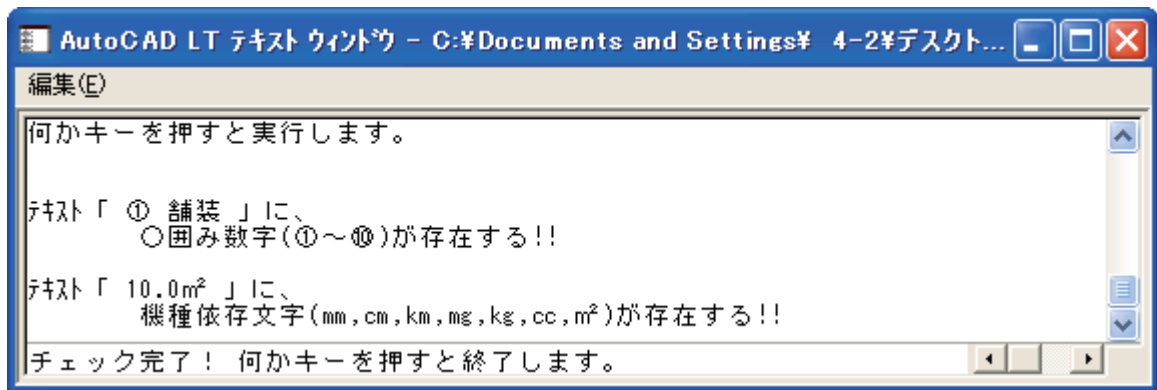 AutoCAD LT ﾃｷｽﾄ ｳｨﾝﾄﾞｳ - C:¥Documents and Settings¥ 4-2¥デスクト...
編集(E)
何かキーを押すと実行します。
ﾃｷｽﾄ「 ① 舗装 」に、
○囲み数字(①～⑩)が存在する!!
ﾃｷｽﾄ「 10.0㎡ 」に、
機種依存文字(㎜,㎝,㎞,㎎,㎏,㏄,㎡)が存在する!!
チェック完了! 何かキーを押すと終了します。